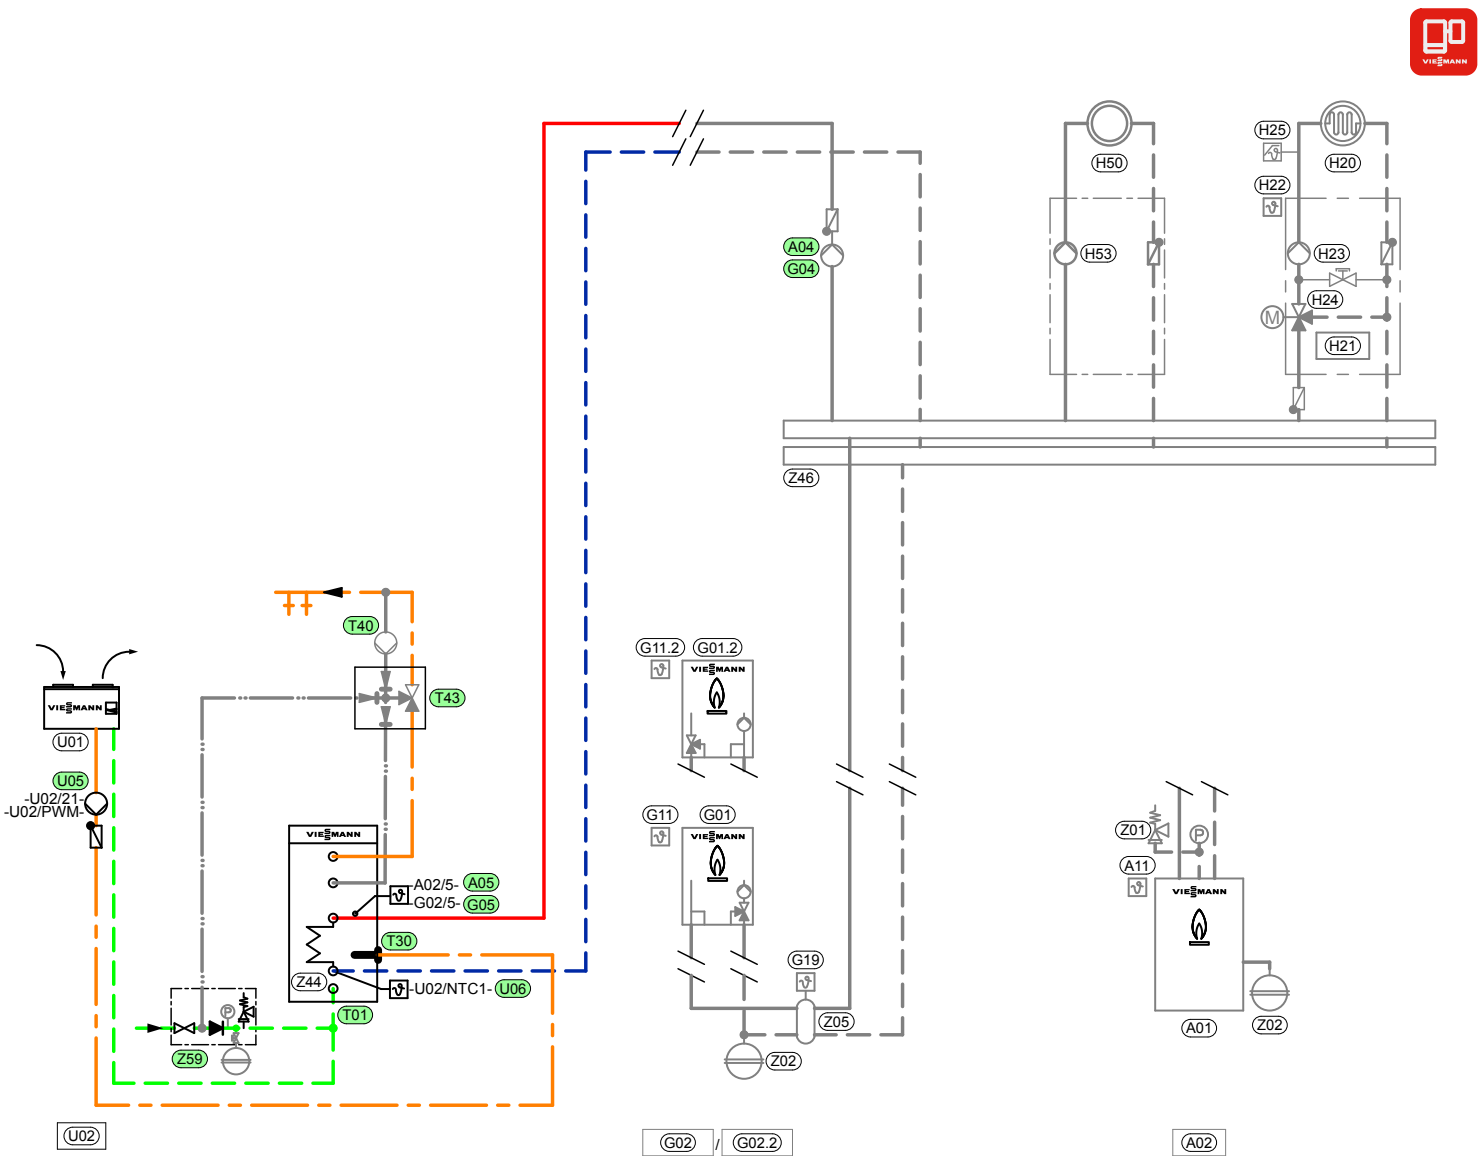 VIESMANN
H25
H50
H20
H22
A04
G04
H53
H23
H24
M
H21
Z46
T40
G11.2
G01.2
VIESMANN
T43
VIESMANN
U01
U05
-U02/21-
-U02/PWM-
G11
G01
VIESMANN
VIESMANN
Z01
P
A11
VIESMANN
A02/5-
A05
G02/5-
G05
T30
G19
Z44
-U02/NTC1-
U06
P
T01
Z05
A01
Z02
Z59
Z02
U02
G02
/
G02.2
A02